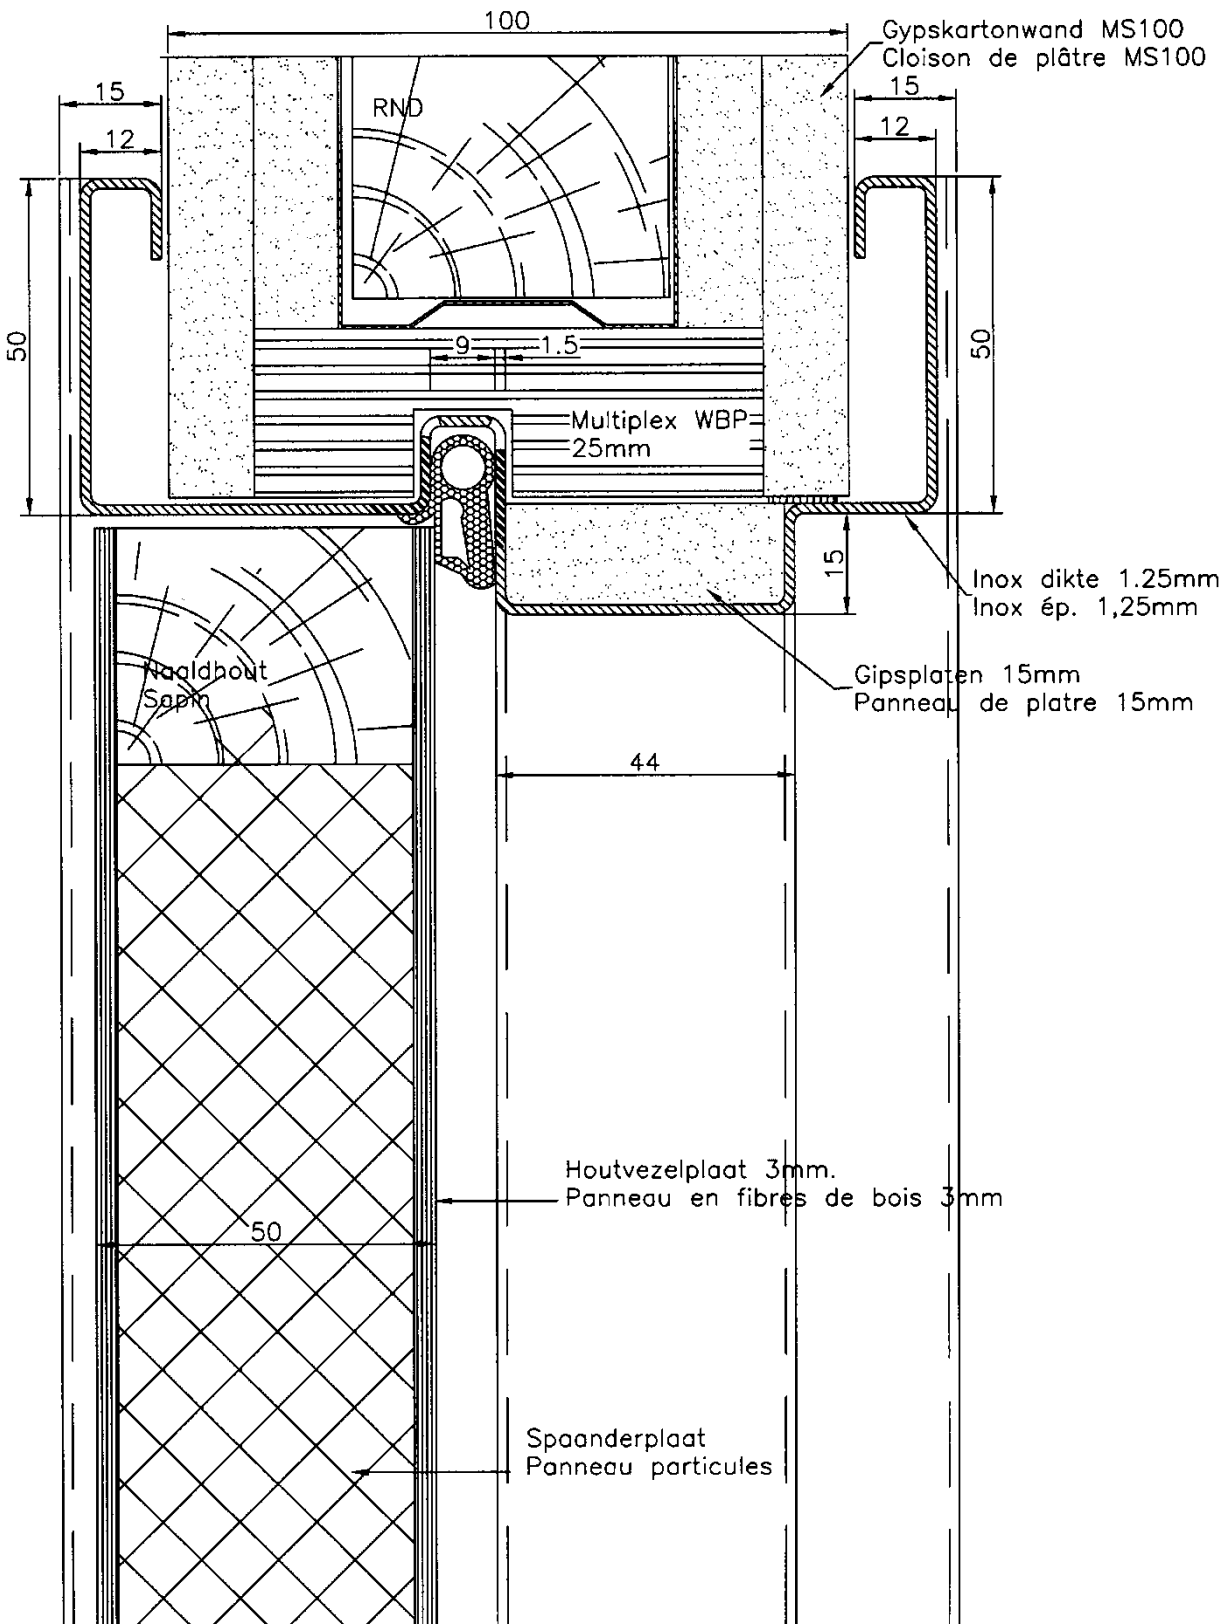 100
Gypskartonwand MS100
Cloison de plâtre MS100
15
15
12
12
RND
50
50
9
1.5
Multiplex WBP
25mm
15
Inox dikte 1.25mm
Inox ép. 1,25mm
Naaldhout
Sapin
Gipsplaten 15mm
Panneau de platre 15mm
44
Houtvezelplaat 3mm.
Panneau en fibres de bois 3mm
50
Spaanderplaat
Panneau particules